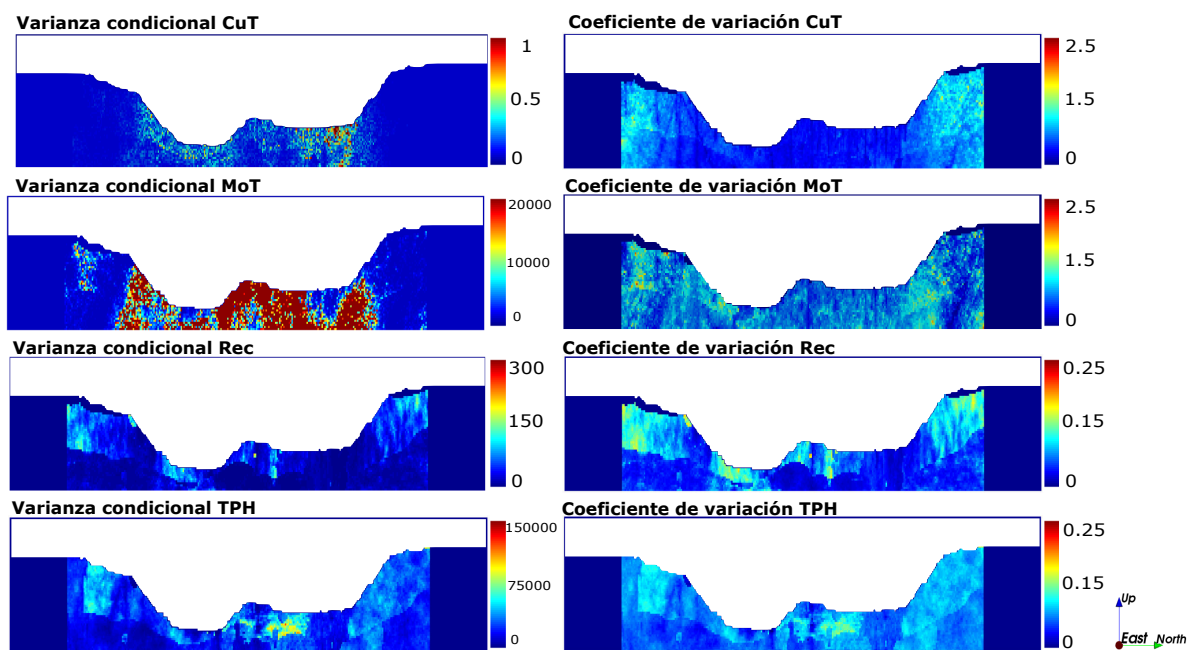 Varianza condicional CuT
1
0.5
0
Coeficiente de variación CuT
2.5
1.5
0
Varianza condicional MoT
20000
10000
0
Coeficiente de variación MoT
2.5
1.5
0
Varianza condicional Rec
300
150
0
Coeficiente de variación Rec
0.25
0.15
0
Varianza condicional TPH
150000
75000
0
Coeficiente de variación TPH
0.25
0.15
0
Up
East North